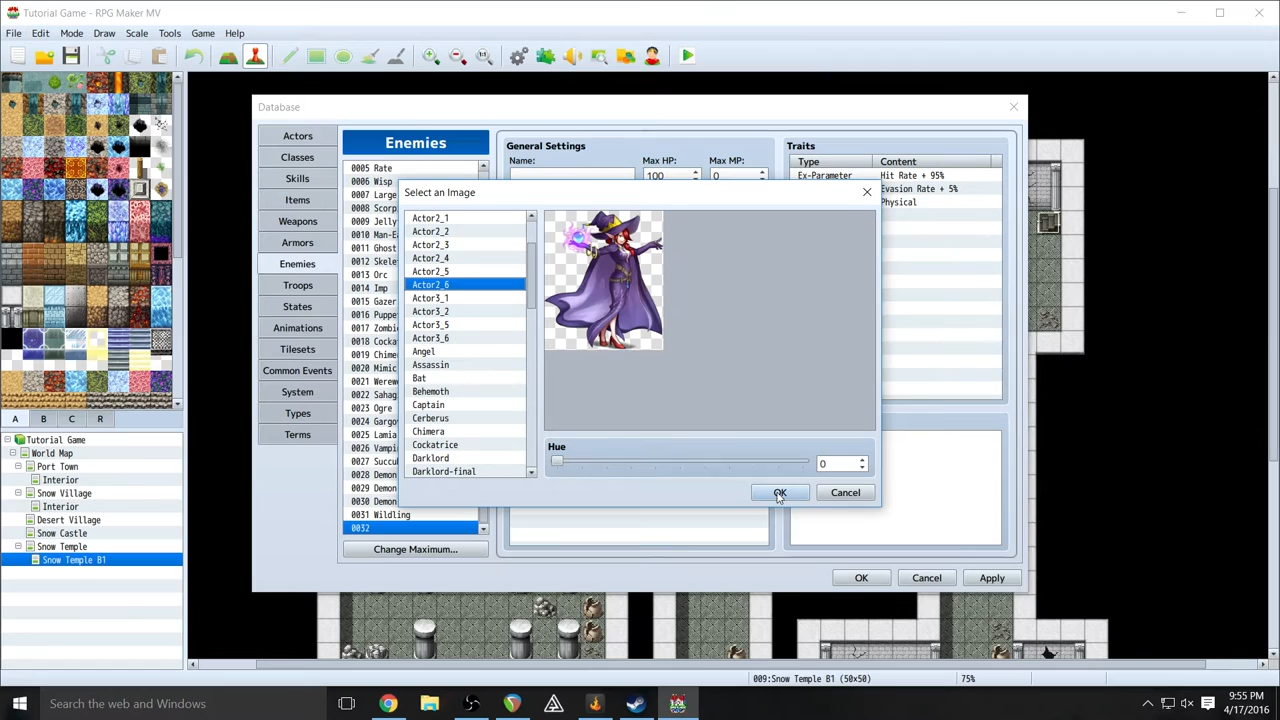 Tutorial Game - RPG Maker MV
File Edit Mode Draw Scale Tools Game Help
Database
Actors
Classes
Skills
Items
Weapons
Armors
Enemies
Troops
States
Animations
Tilesets
Common Events
System
Types
Terms
Enemies
0005 Rate
0006 Wisp
0007 Large
0008 Scorp
0009 Jelly
0010 Man-Ea
0011 Ghost
0012 Skele
0013 Orc
0014 Imp
0015 Gazer
0016 Puppe
0017 Zombi
0018 Cocka
0019 Chime
0020 Mimic
0021 Werew
0022 Sahag
0023 Ogre
0024 Gargo
0025 Lamia
0026 Vampi
0027 Succu
0028 Demon
0029 Demon
0030 Demon
0031 Wildling
0032
Change Maximum...
General Settings
Name: Max HP: Max MP:
100 0
Traits
Type Content
Ex-Parameter Hit Rate + 95%
Evasion Rate + 5%
Physical
Select an Image
Actor2_1
Actor2_2
Actor2_3
Actor2_4
Actor2_5
Actor2_6
Actor3_1
Actor3_2
Actor3_5
Actor3_6
Angel
Assassin
Bat
Behemoth
Captain
Cerberus
Chimera
Cockatrice
Darklord
Darklord-final
Hue
0
OK Cancel
OK Cancel Apply
A B C R
Tutorial Game
World Map
Port Town
Interior
Snow Village
Interior
Desert Village
Snow Castle
Snow Temple
Snow Temple B1
009:Snow Temple B1 (50x50) 75%
Search the web and Windows
9:55 PM
4/17/2016